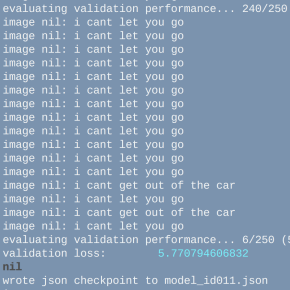 evaluating validation performance... 240/250
image nil: i cant let you go
image nil: i cant let you go
image nil: i cant let you go
image nil: i cant let you go
image nil: i cant let you go
image nil: i cant let you go
image nil: i cant let you go
image nil: i cant let you go
image nil: i cant let you go
image nil: i cant let you go
image nil: i cant let you go
image nil: i cant let you go
image nil: i cant get out of the car
image nil: i cant let you go
image nil: i cant get out of the car
image nil: i cant let you go
evaluating validation performance... 6/250 (5
validation loss: 5.770794606832
nil
wrote json checkpoint to model_id011.json